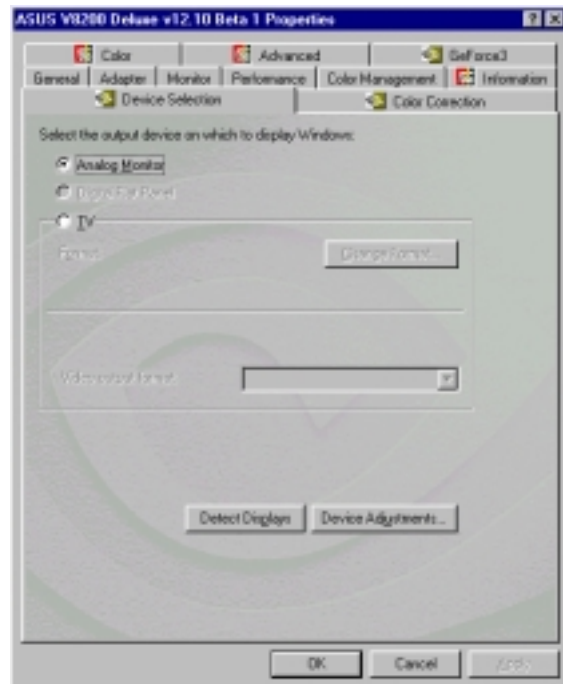 ASUS V8200 Deluxe v12.10 Beta 1 Properties
Color Advanced GeForce3
General Adapter Monitor Performance Color Management Information
Device Selection Color Correction
Select the output device on which to display Windows:
Analog Monitor
Digital Flat Panel
TV
Format: Change Format...
Video output format:
Detect Displays Device Adjustments...
OK Cancel Apply